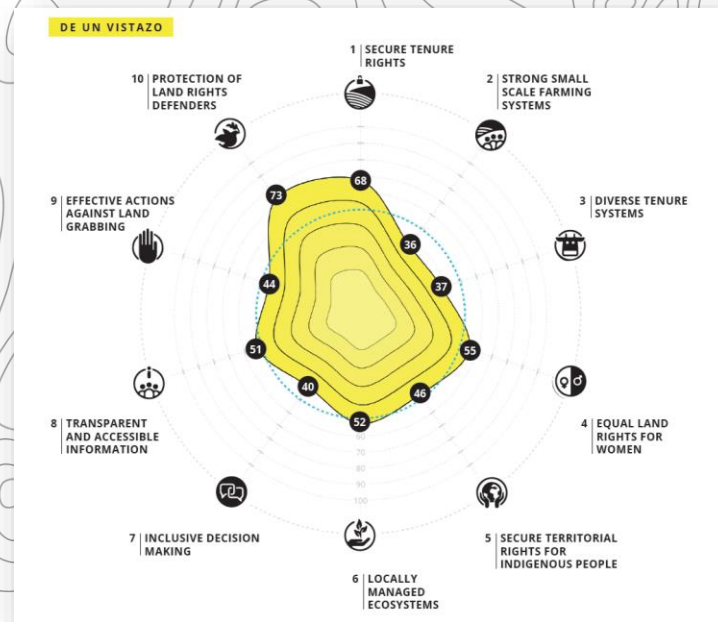 DE UN VISTAZO
1 SECURE TENURE
RIGHTS
2 STRONG SMALL
SCALE FARMING
SYSTEMS
3 DIVERSE TENURE
SYSTEMS
4 EQUAL LAND
RIGHTS FOR
WOMEN
5 SECURE TERRITORIAL
RIGHTS FOR
INDIGENOUS PEOPLE
6 LOCALLY
MANAGED
ECOSYSTEMS
7 INCLUSIVE DECISION
MAKING
8 TRANSPARENT
AND ACCESSIBLE
INFORMATION
9 EFFECTIVE ACTIONS
AGAINST LAND
GRABBING
10 PROTECTION OF
LAND RIGHTS
DEFENDERS
68
36
37
55
46
52
40
51
44
73
60
70
80
90
100